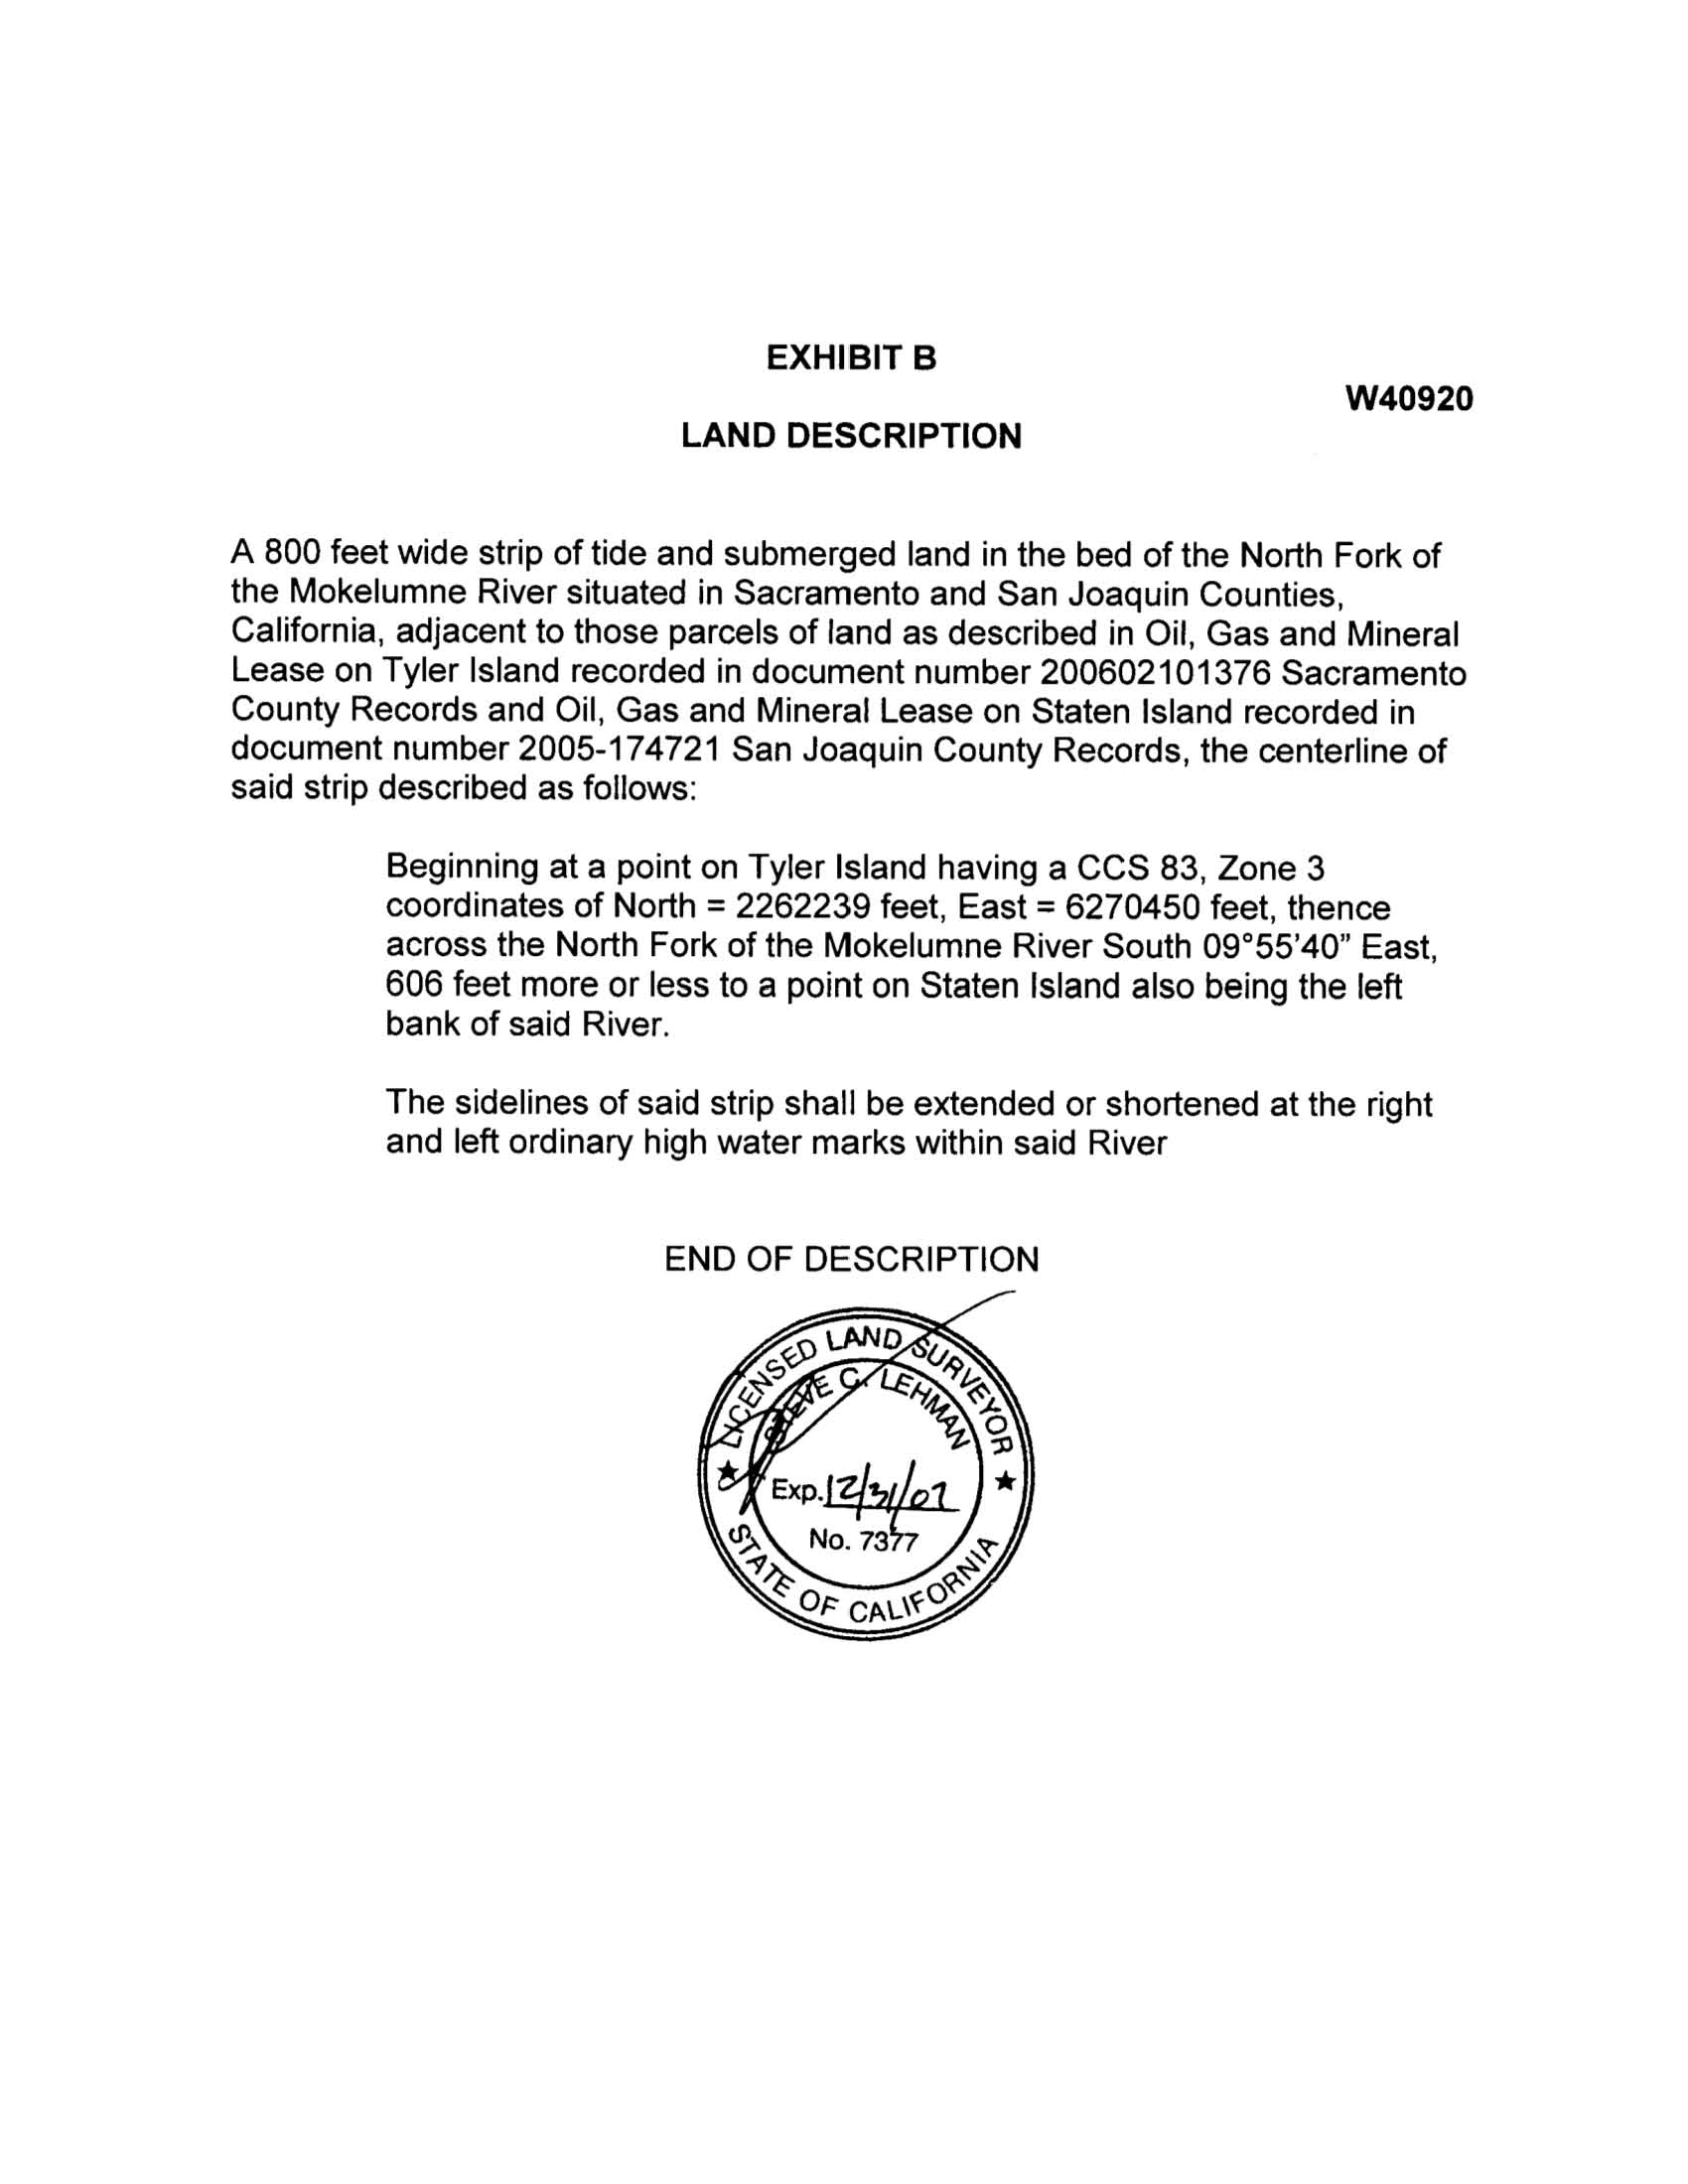 EXHIBIT B
W40920
LAND DESCRIPTION
A 800 feet wide strip of tide and submerged land in the bed of the North Fork of
the Mokelumne River situated in Sacramento and San Joaquin Counties,
California, adjacent to those parcels of land as described in Oil, Gas and Mineral
Lease on Tyler Island recorded in document number 200602101376 Sacramento
County Records and Oil, Gas and Mineral Lease on Staten Island recorded in
document number 2005-174721 San Joaquin County Records, the centerline of
said strip described as follows:
Beginning at a point on Tyler Island having a CCS 83, Zone 3
coordinates of North = 2262239 feet, East = 6270450 feet, thence
across the North Fork of the Mokelumne River South 09°55'40" East,
606 feet more or less to a point on Staten Island also being the left
bank of said River.
The sidelines of said strip shall be extended or shortened at the right
and left ordinary high water marks within said River
END OF DESCRIPTION
LICENSED LAND SURVEYOR
STEVE C. LEHMAN
Exp. 12/31/07
No. 7377
STATE OF CALIFORNIA